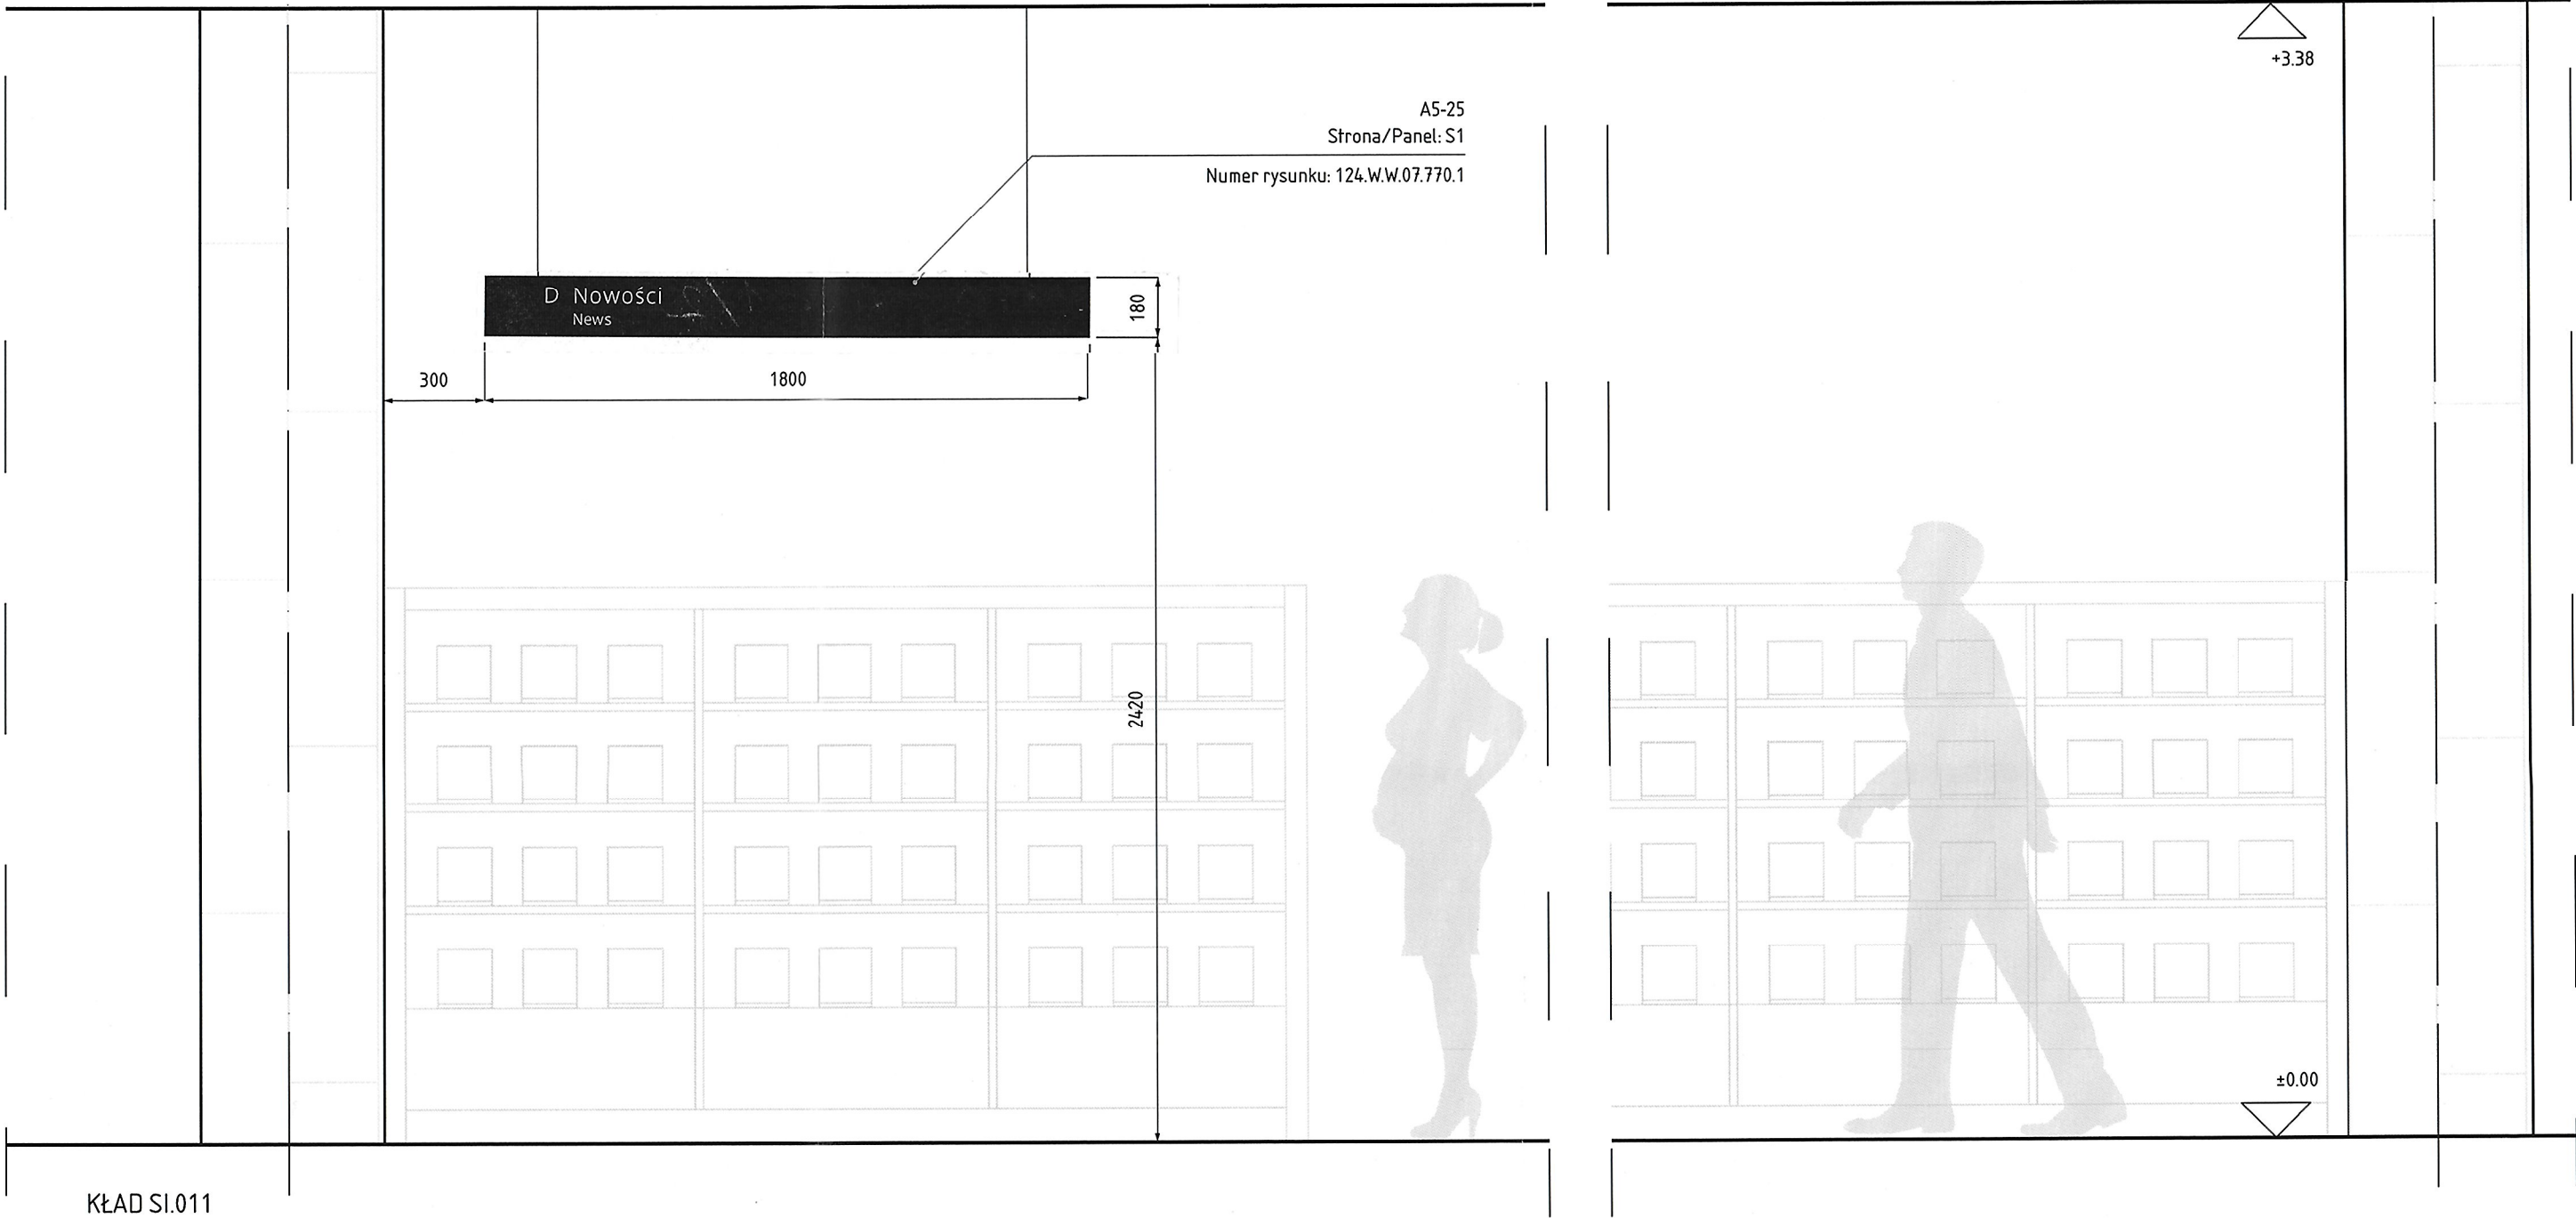 +3.38
A5-25
Strona/Panel: S1
Numer rysunku: 124.W.W.07.770.1
D Nowości
News
180
300
1800
2420
±0.00
KŁAD SI.011